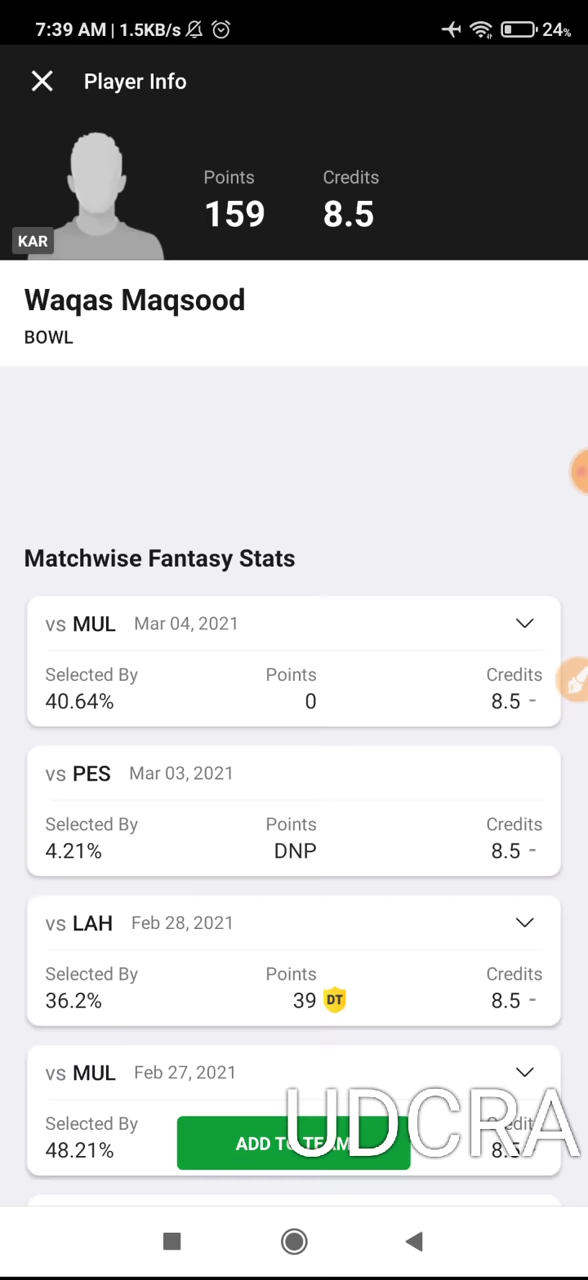 7:39 AM | 1.5KB/s 24%
Player Info
Points Credits
159 8.5
KAR
Waqas Maqsood
BOWL
Matchwise Fantasy Stats
vs MUL Mar 04, 2021
Selected By Points Credits
40.64% 0 8.5 -
vs PES Mar 03, 2021
Selected By Points Credits
4.21% DNP 8.5 -
vs LAH Feb 28, 2021
Selected By Points Credits
36.2% 39 DT 8.5 -
vs MUL Feb 27, 2021
Selected By Credits
48.21% ADD TO TEAM 8.5 -
UDCRA